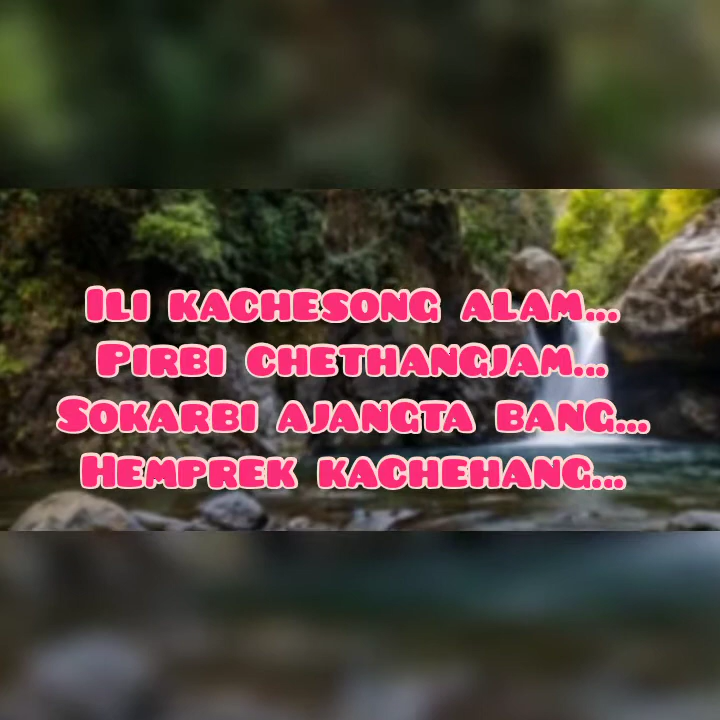 Ili kachesong alam...
Pirbi chethangjam...
Sokarbi ajangta bang...
Hemprek kachehang...